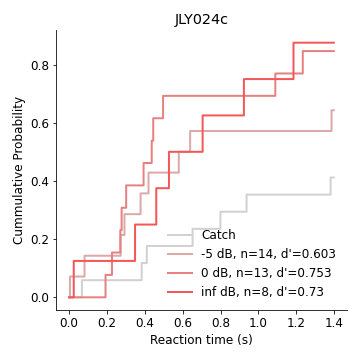 JLY024c
Cummulative Probability
0.8
0.6
0.4
0.2
0.0
Catch
-5 dB, n=14, d'=0.603
0 dB, n=13, d'=0.753
inf dB, n=8, d'=0.73
0.0 0.2 0.4 0.6 0.8 1.0 1.2 1.4
Reaction time (s)